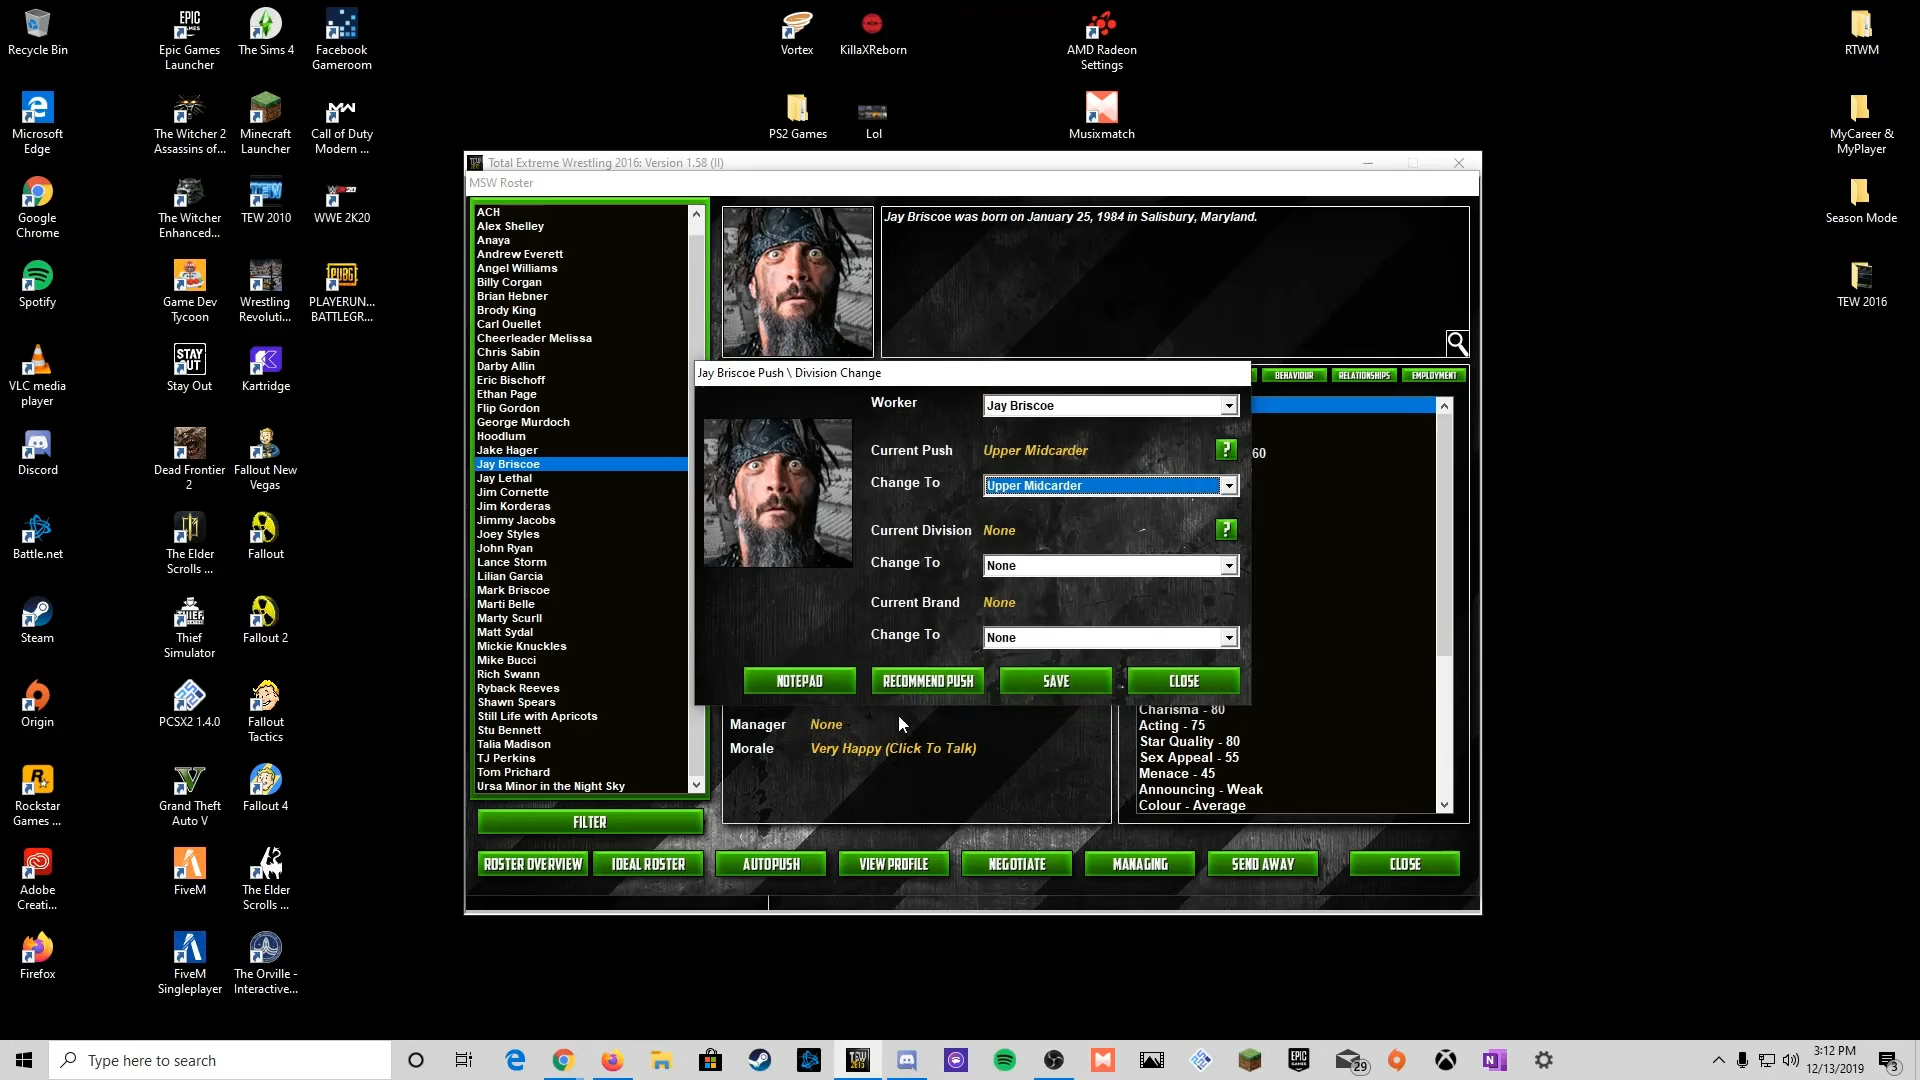 Recycle Bin
Epic Games
Launcher
The Sims 4
Facebook
Gameroom
Vortex
KillaXReborn
AMD Radeon
Settings
RTWM
Microsoft
Edge
The Witcher 2
Assassins of...
Minecraft
Launcher
Call of Duty
Modern ...
PS2 Games
Lol
Musixmatch
MyCareer &
MyPlayer
Google
Chrome
The Witcher
Enhanced...
TEW 2010
WWE 2K20
Season Mode
Spotify
Game Dev
Tycoon
Wrestling
Revoluti...
PLAYERUN...
BATTLEGR...
TEW 2016
VLC media
player
Stay Out
Kartridge
Discord
Dead Frontier
2
Fallout New
Vegas
Battle.net
The Elder
Scrolls ...
Fallout
Steam
Thief
Simulator
Fallout 2
Origin
PCSX2 1.4.0
Fallout
Tactics
Rockstar
Games ...
Grand Theft
Auto V
Fallout 4
Adobe
Creati...
FiveM
The Elder
Scrolls ...
Firefox
FiveM
Singleplayer
The Orville -
Interactive...
Total Extreme Wrestling 2016: Version 1.58 (II)
MSW Roster
ACH
Alex Shelley
Anaya
Andrew Everett
Angel Williams
Billy Corgan
Brian Hebner
Brody King
Carl Ouellet
Cheerleader Melissa
Chris Sabin
Darby Allin
Eric Bischoff
Ethan Page
Flip Gordon
George Murdoch
Hoodlum
Jake Hager
Jay Briscoe
Jay Lethal
Jim Cornette
Jim Korderas
Jimmy Jacobs
Joey Styles
John Ryan
Lance Storm
Lilian Garcia
Mark Briscoe
Marti Belle
Marty Scurll
Matt Sydal
Mickie Knuckles
Mike Bucci
Rich Swann
Ryback Reeves
Shawn Spears
Still Life with Apricots
Stu Bennett
Talia Madison
TJ Perkins
Tom Prichard
Ursa Minor in the Night Sky
FILTER
Jay Briscoe was born on January 25, 1984 in Salisbury, Maryland.
BEHAVIOUR
RELATIONSHIPS
EMPLOYMENT
60
Jay Briscoe Push \ Division Change
Worker
Jay Briscoe
Current Push
Upper Midcarder
?
Change To
Upper Midcarder
Current Division
None
?
Change To
None
Current Brand
None
Change To
None
NOTEPAD
RECOMMEND PUSH
SAVE
CLOSE
Manager
None
Morale
Very Happy (Click To Talk)
Charisma - 80
Acting - 75
Star Quality - 80
Sex Appeal - 55
Menace - 45
Announcing - Weak
Colour - Average
ROSTER OVERVIEW
IDEAL ROSTER
AUTOPUSH
VIEW PROFILE
NEGOTIATE
MANAGING
SEND AWAY
CLOSE
Type here to search
29
3:12 PM
12/13/2019
3